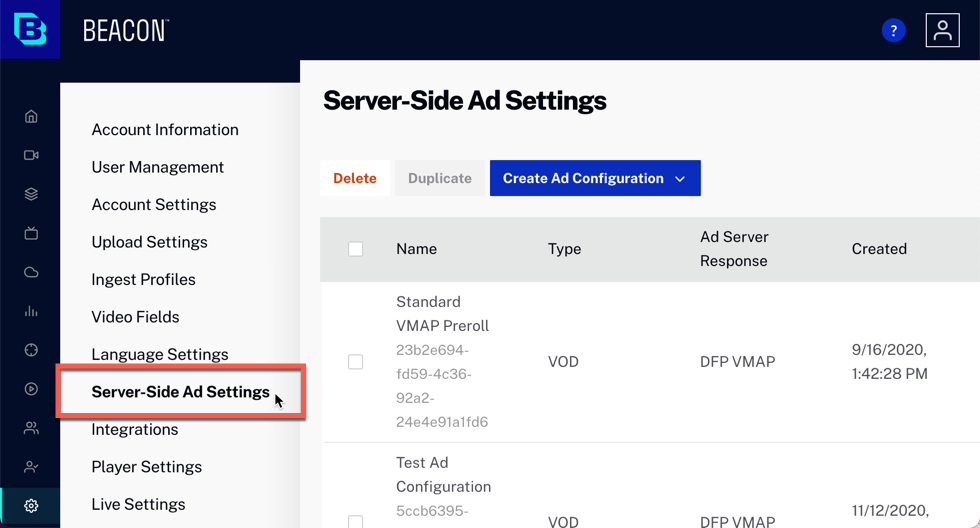 BEACON™
?
Server-Side Ad Settings
Account Information
User Management
Account Settings
Upload Settings
Ingest Profiles
Video Fields
Language Settings
Server-Side Ad Settings
Integrations
Player Settings
Live Settings
Delete
Duplicate
Create Ad Configuration
Name
Type
Ad Server
Response
Created
Standard
VMAP Preroll
23b2e694-
fd59-4c36-
92a2-
24e4e91a1fd6
VOD
DFP VMAP
9/16/2020,
1:42:28 PM
Test Ad
Configuration
5ccb6395-
VOD
DFP VMAP
11/12/2020,